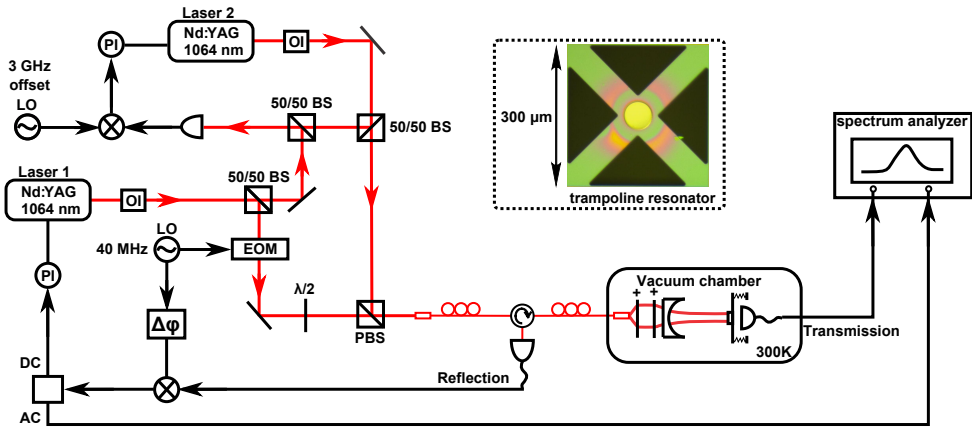 Laser 2
Nd:YAG
1064 nm
OI
PI
3 GHz
offset
LO
50/50 BS
50/50 BS
300 µm
trampoline resonator
spectrum analyzer
Laser 1
Nd:YAG
1064 nm
OI
50/50 BS
LO
40 MHz
EOM
PI
λ/2
Δφ
PBS
Vacuum chamber
+ +
300K
Transmission
Reflection
DC
AC